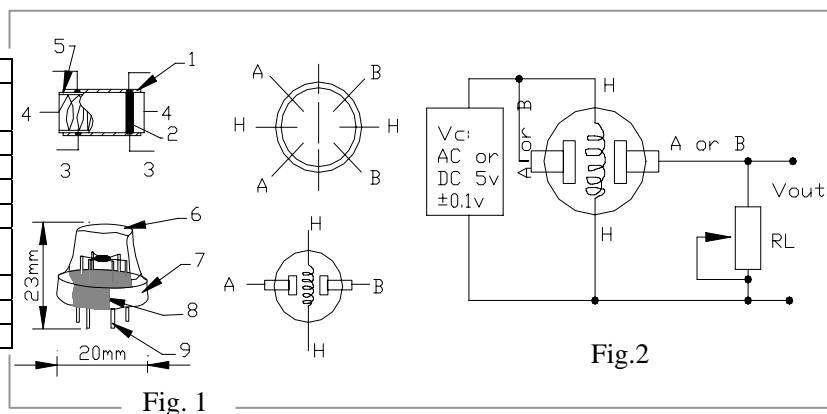 5
1
4
4
2
3
3
A
B
H
H
A
B
6
7
8
9
23mm
20mm
A
B
H
H
Fig. 1
Vc:
AC or
DC 5v
±0.1v
A or B
H
H
A or B
Vout
RL
Fig.2